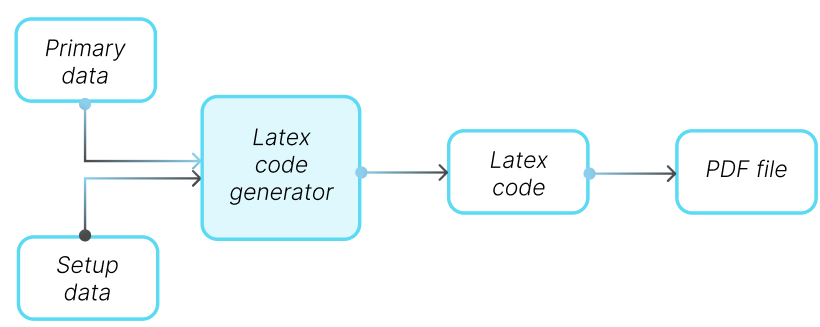 Primary
data
Latex
code
generator
Latex
code
PDF file
Setup
data